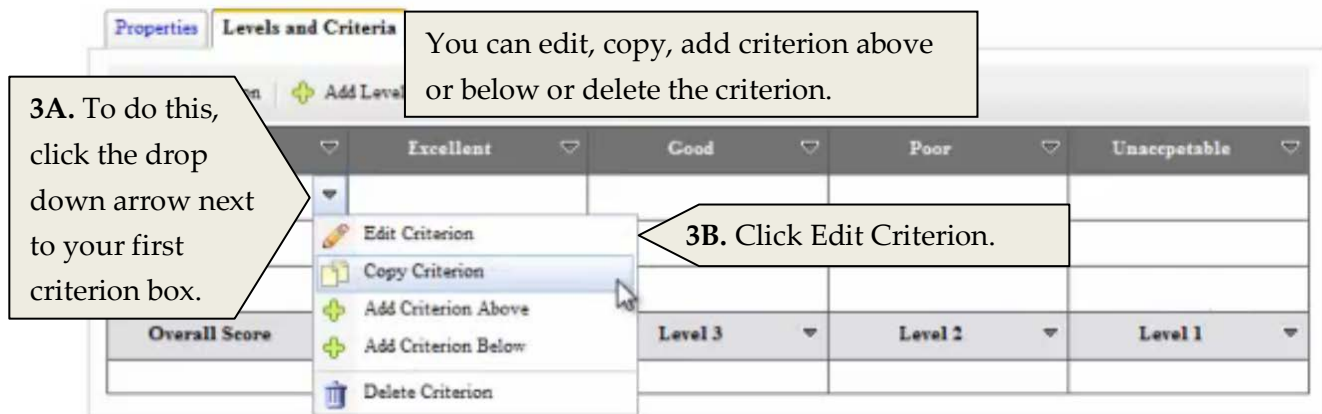 Properties Levels and Criteria
You can edit, copy, add criterion above
or below or delete the criterion.
Add Level
3A. To do this,
click the drop
down arrow next
to your first
criterion box.
Excellent Good Poor Unaccpetable
Edit Criterion
3B. Click Edit Criterion.
Copy Criterion
Add Criterion Above
Add Criterion Below
Delete Criterion
Overall Score Level 3 Level 2 Level 1